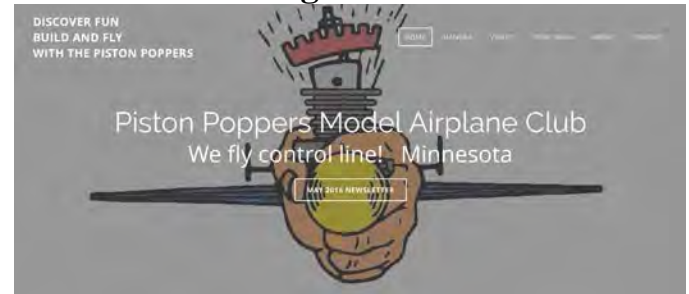 DISCOVER FUN
BUILD AND FLY
WITH THE PISTON POPPERS
HOME
Piston Poppers Model Airplane Club
We fly control line! Minnesota
MAY 2016 NEWSLETTER